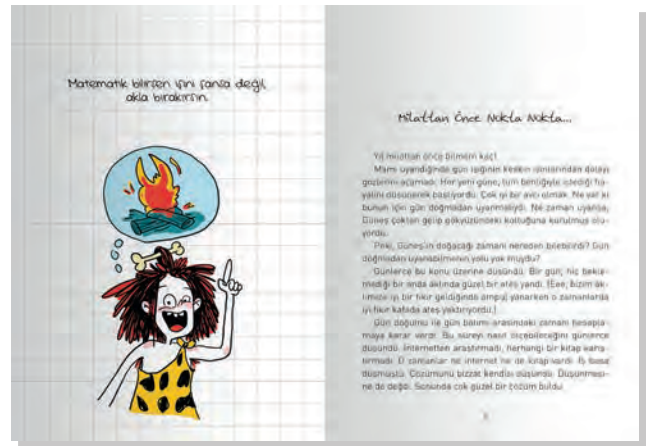 Matematik bilirsen işini şansa değil,
akla bırakırsın.
Milattan Önce Nokta Nokta...
Yıl milattan önce bilmem kaç!
Mamı uyandığında gün ışığının keskin ışınlarından dolayı
gözlerini açamadı. Her yeni güne, tüm benliğiyle istediği ha-
yalini düşünerek başlıyordu: Çok iyi bir avcı olmak. Ne var ki
bunun için gün doğmadan uyanmalıydı. Ne zaman uyansa,
Güneş çoktan gelip gökyüzündeki koltuğuna kurulmuş olu-
yordu.
Peki, Güneş'in doğacağı zamanı nereden bilebilirdi? Gün
doğmadan uyanabilmenin yolu yok muydu?
Günlerce bu konu üzerine düşündü. Bir gün, hiç bekle-
mediği bir anda aklında güzel bir ateş yandı. (Eee, bizim ak-
lımıza iyi bir fikir geldiğinde ampul yanarken o zamanlarda
iyi fikir kafada ateş yaktırıyordu.)
Gün doğumu ile gün batımı arasındaki zamanı hesapla-
maya karar verdi. Bu süreyi nasıl ölçebileceğini günlerce
düşündü. İnternetten araştırmadı, herhangi bir kitap karış-
tırmadı. O zamanlar ne internet ne de kitap vardı. İş başa
düşmüştü. Çözümünü bizzat kendisi düşündü. Düşünmesi-
ne de değdi. Sonunda çok güzel bir çözüm buldu.